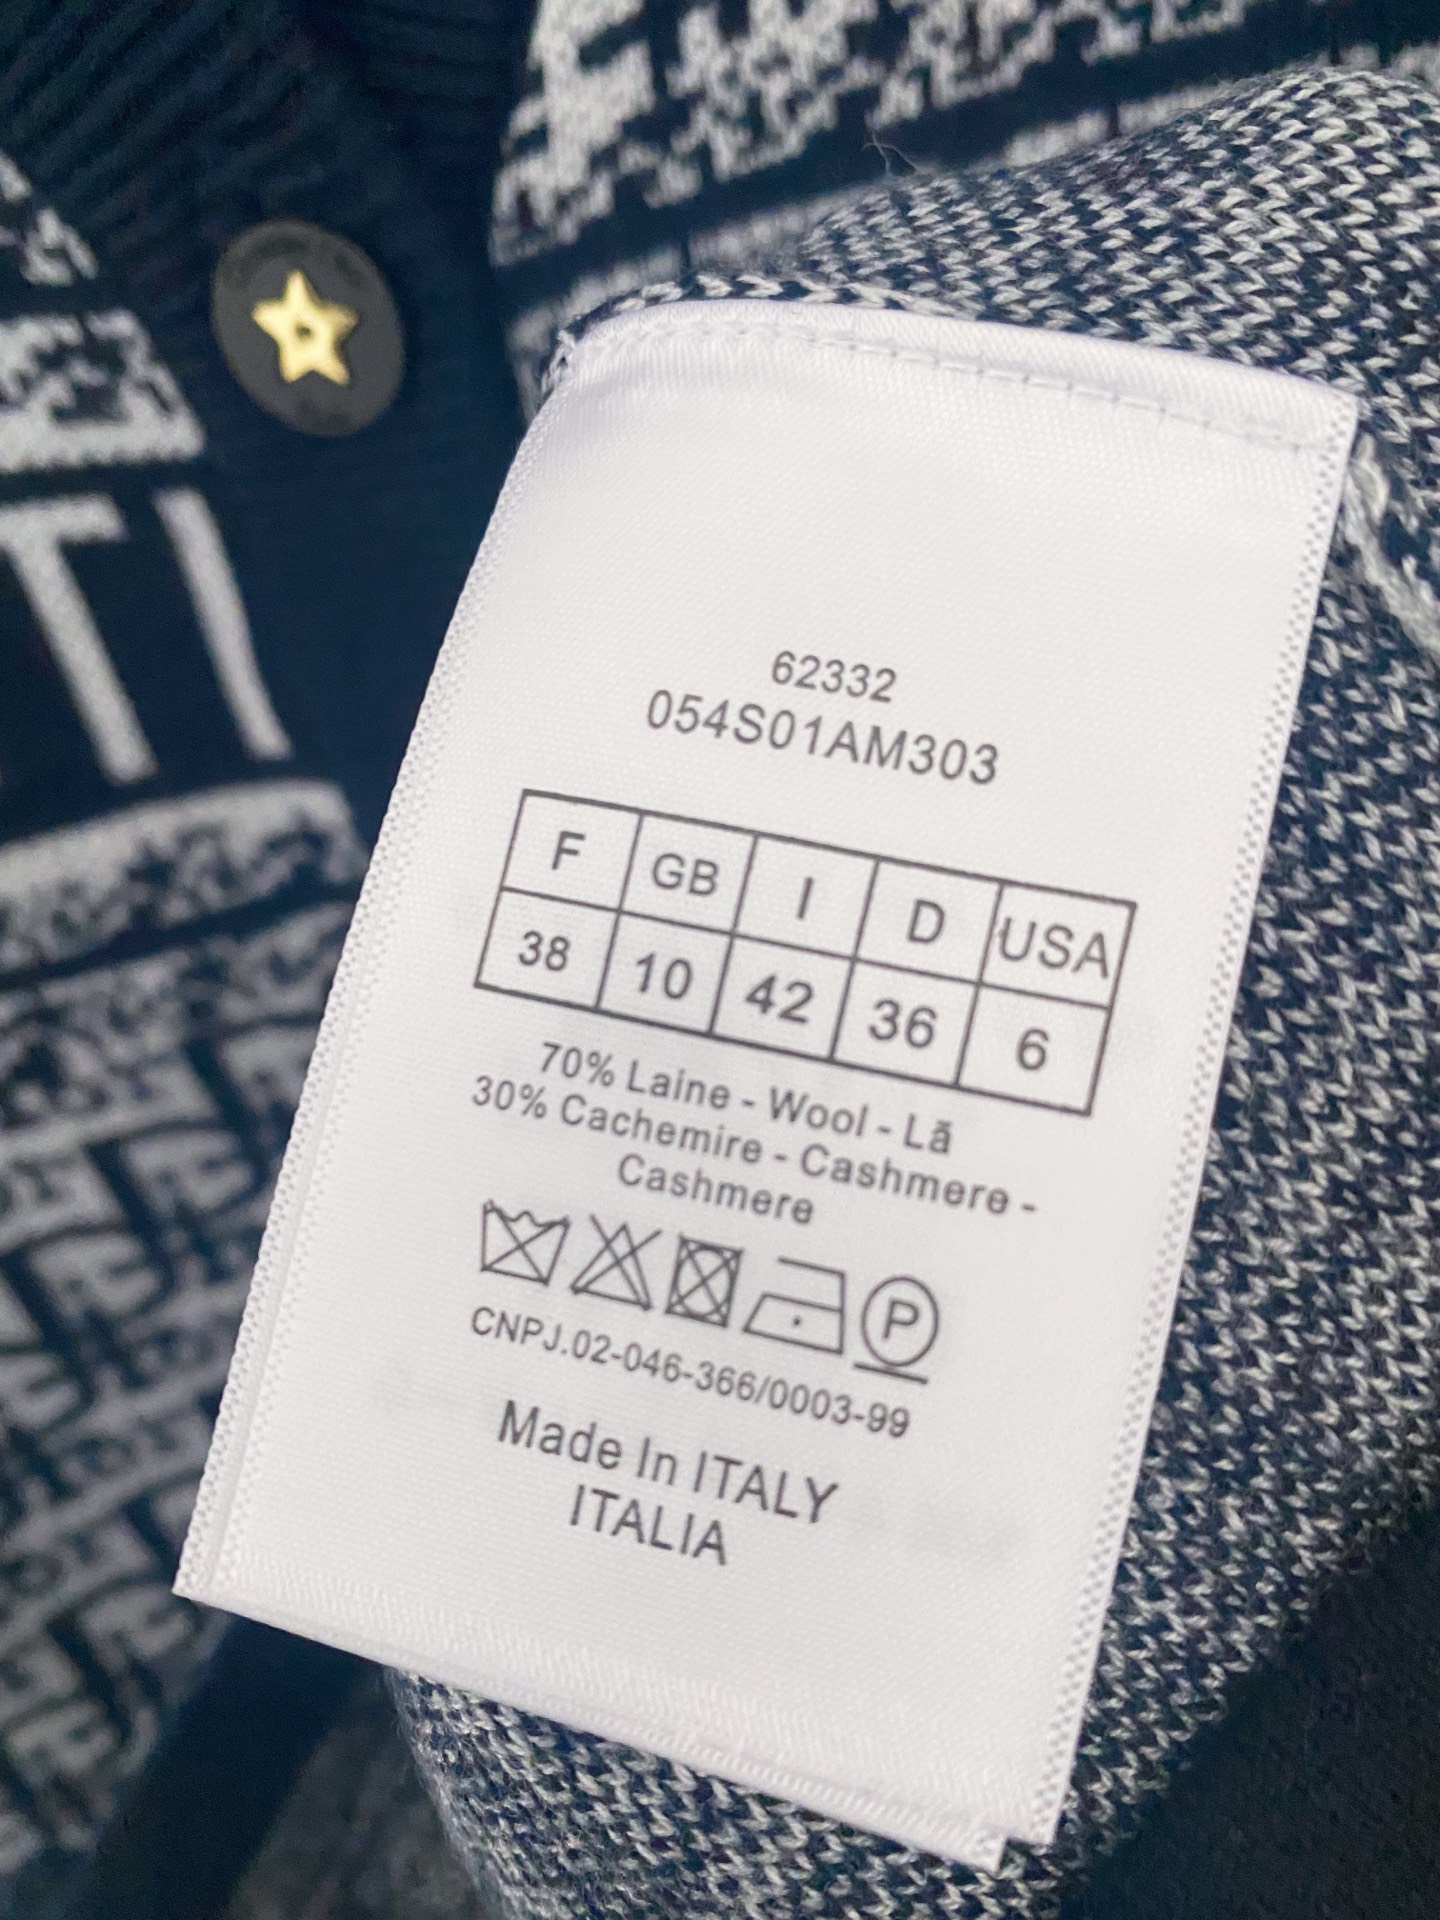 62332
054S01AM303
F GB I D USA
38 10 42 36 6
70% Laine - Wool - Lã
30% Cachemire - Cashmere -
Cashmere
P
CNPJ.02-046-366/0003-99
Made In ITALY
ITALIA
TI